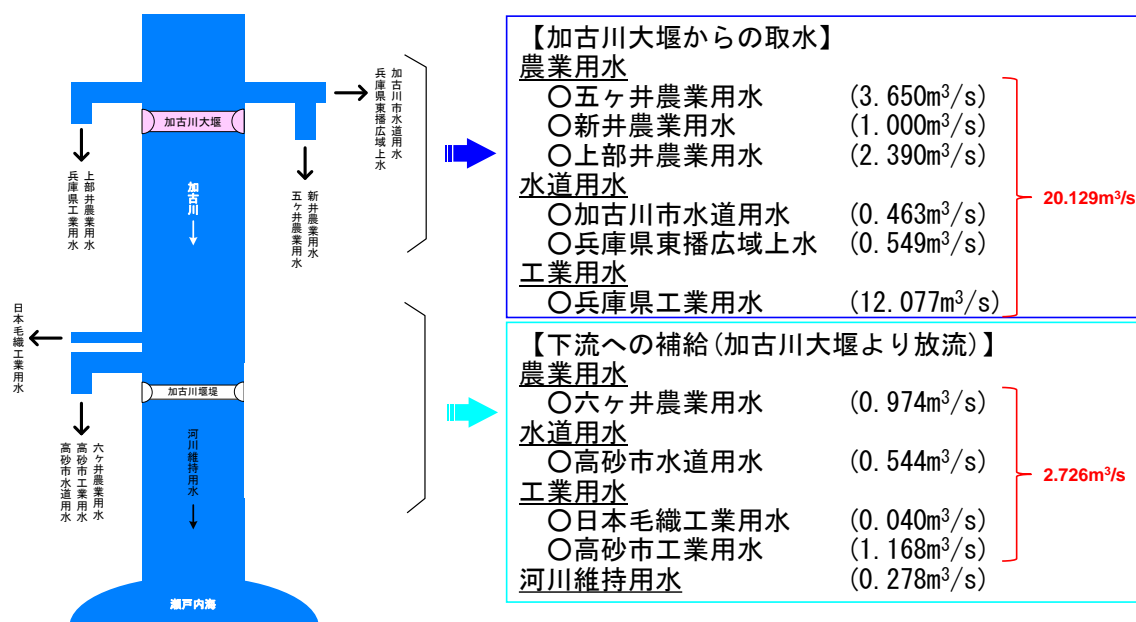 加古川大堰
加古川
加古川市水道用水
兵庫県東播広域上水
上部井農業用水
兵庫県工業用水
新井農業用水
五ヶ井農業用水
日本毛織工業用水
加古川堰堤
六ヶ井農業用水
高砂市工業用水
高砂市水道用水
河川維持用水
瀬戸内海
【加古川大堰からの取水】
農業用水
○五ヶ井農業用水 (3.650m³/s)
○新井農業用水 (1.000m³/s)
○上部井農業用水 (2.390m³/s)
水道用水
○加古川市水道用水 (0.463m³/s)
○兵庫県東播広域上水 (0.549m³/s)
工業用水
○兵庫県工業用水 (12.077m³/s)
20.129m³/s
【下流への補給(加古川大堰より放流)】
農業用水
○六ヶ井農業用水 (0.974m³/s)
水道用水
○高砂市水道用水 (0.544m³/s)
工業用水
○日本毛織工業用水 (0.040m³/s)
○高砂市工業用水 (1.168m³/s)
河川維持用水 (0.278m³/s)
2.726m³/s